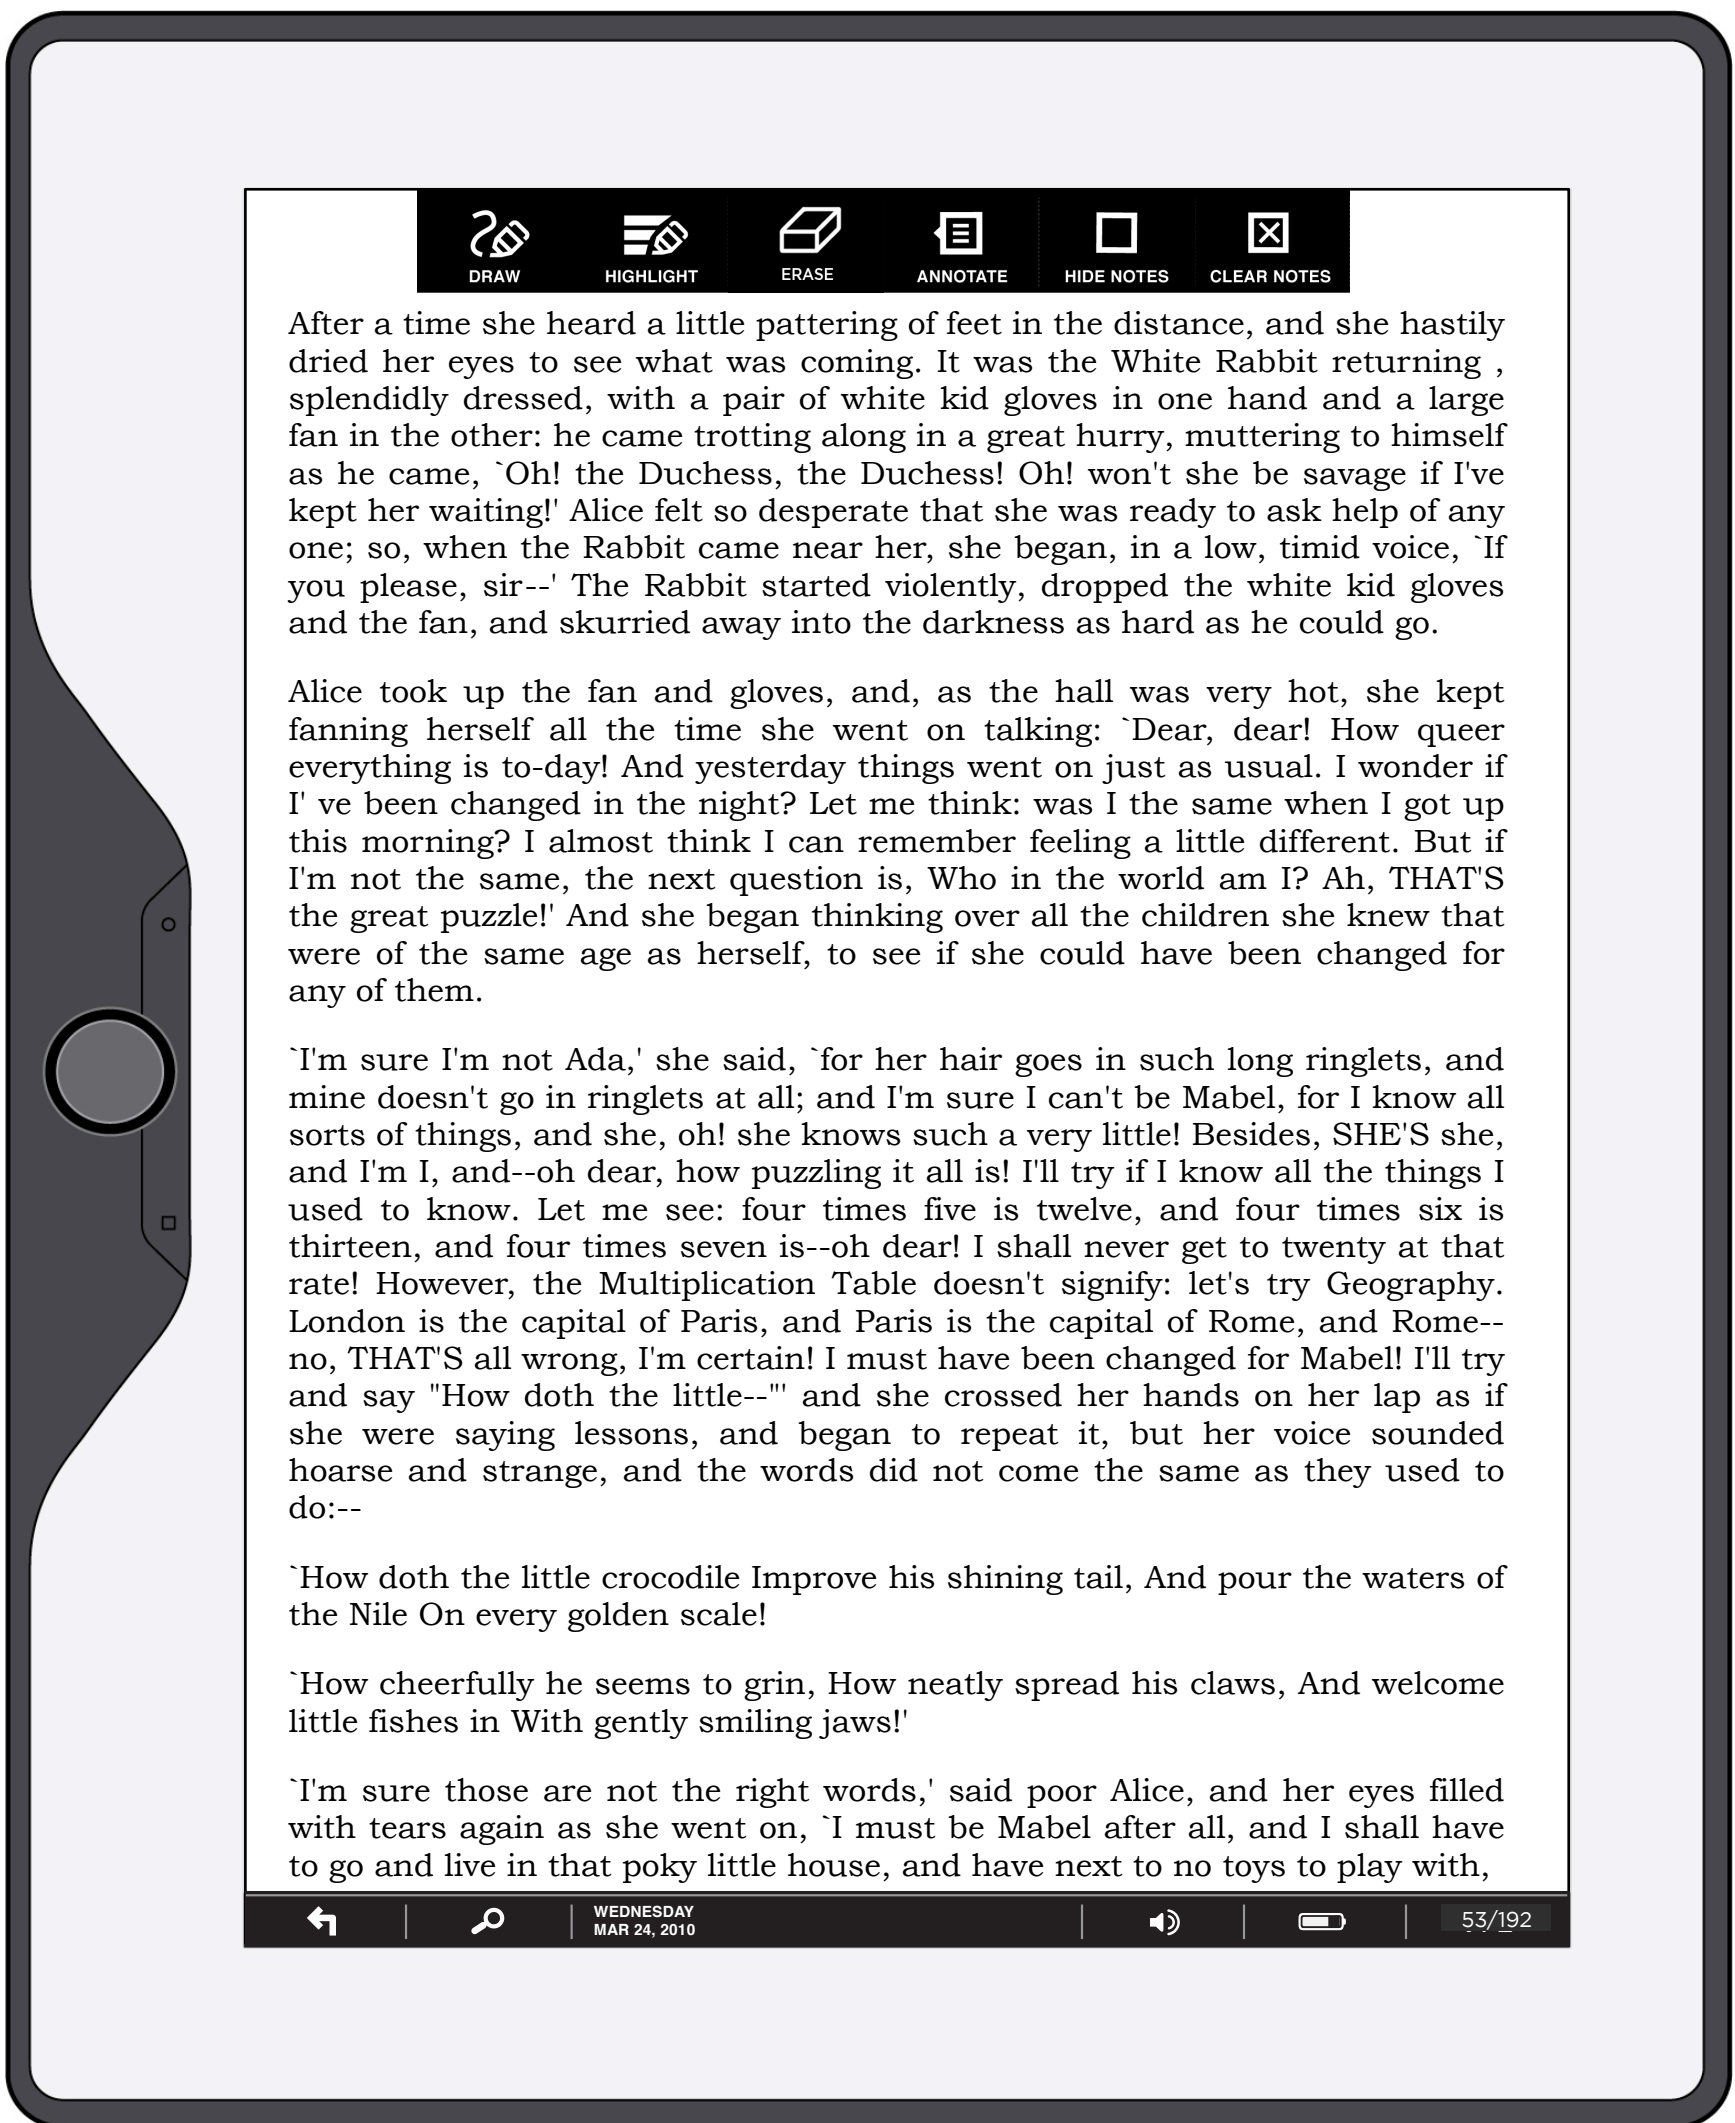 DRAW HIGHLIGHT ERASE ANNOTATE HIDE NOTES CLEAR NOTES
After a time she heard a little pattering of feet in the distance, and she hastily
dried her eyes to see what was coming. It was the White Rabbit returning ,
splendidly dressed, with a pair of white kid gloves in one hand and a large
fan in the other: he came trotting along in a great hurry, muttering to himself
as he came, `Oh! the Duchess, the Duchess! Oh! won't she be savage if I've
kept her waiting!' Alice felt so desperate that she was ready to ask help of any
one; so, when the Rabbit came near her, she began, in a low, timid voice, `If
you please, sir--' The Rabbit started violently, dropped the white kid gloves
and the fan, and skurried away into the darkness as hard as he could go.
Alice took up the fan and gloves, and, as the hall was very hot, she kept
fanning herself all the time she went on talking: `Dear, dear! How queer
everything is to-day! And yesterday things went on just as usual. I wonder if
I' ve been changed in the night? Let me think: was I the same when I got up
this morning? I almost think I can remember feeling a little different. But if
I'm not the same, the next question is, Who in the world am I? Ah, THAT'S
the great puzzle!' And she began thinking over all the children she knew that
were of the same age as herself, to see if she could have been changed for
any of them.
`I'm sure I'm not Ada,' she said, `for her hair goes in such long ringlets, and
mine doesn't go in ringlets at all; and I'm sure I can't be Mabel, for I know all
sorts of things, and she, oh! she knows such a very little! Besides, SHE'S she,
and I'm I, and--oh dear, how puzzling it all is! I'll try if I know all the things I
used to know. Let me see: four times five is twelve, and four times six is
thirteen, and four times seven is--oh dear! I shall never get to twenty at that
rate! However, the Multiplication Table doesn't signify: let's try Geography.
London is the capital of Paris, and Paris is the capital of Rome, and Rome--
no, THAT'S all wrong, I'm certain! I must have been changed for Mabel! I'll try
and say "How doth the little--"' and she crossed her hands on her lap as if
she were saying lessons, and began to repeat it, but her voice sounded
hoarse and strange, and the words did not come the same as they used to
do:--
`How doth the little crocodile Improve his shining tail, And pour the waters of
the Nile On every golden scale!
`How cheerfully he seems to grin, How neatly spread his claws, And welcome
little fishes in With gently smiling jaws!'
`I'm sure those are not the right words,' said poor Alice, and her eyes filled
with tears again as she went on, `I must be Mabel after all, and I shall have
to go and live in that poky little house, and have next to no toys to play with,
WEDNESDAY
MAR 24, 2010
53/192